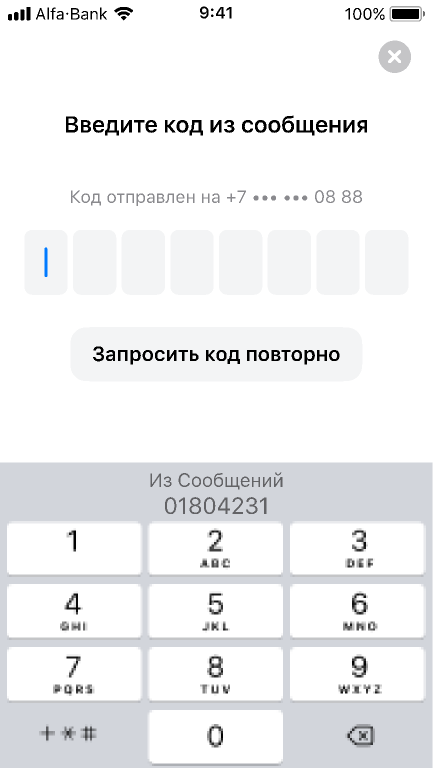 Alfa·Bank 9:41 100%
Введите код из сообщения
Код отправлен на +7 ••• ••• 08 88
Запросить код повторно
Из Сообщений
01804231
1 2 3
ABC DEF
4 5 6
GHI JKL MNO
7 8 9
PQRS TUV WXYZ
+*# 0